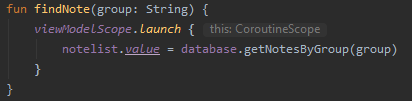 fun findNote(group: String) {
    viewModelScope.launch { this: CoroutineScope
        notelist.value = database.getNotesByGroup(group)
    }
}